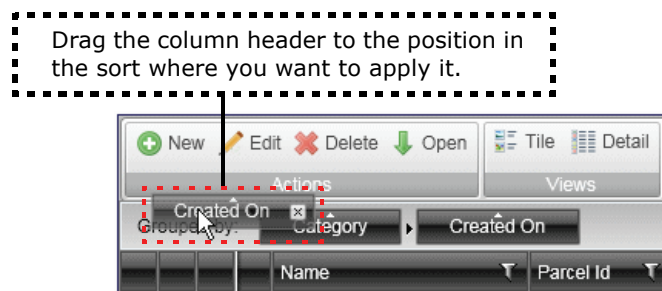 Drag the column header to the position in
the sort where you want to apply it.
New Edit Delete Open Tile Detail
Actions Views
Created On
Grouped by: Category Created On
Name Parcel Id